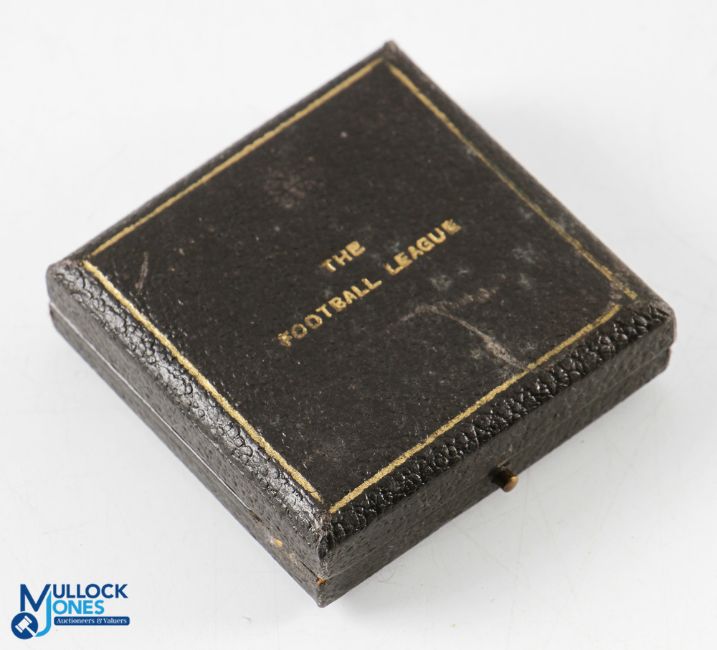 THE
FOOTBALL LEAGUE
MULLOCK
JONES
Auctioneers & Valuers